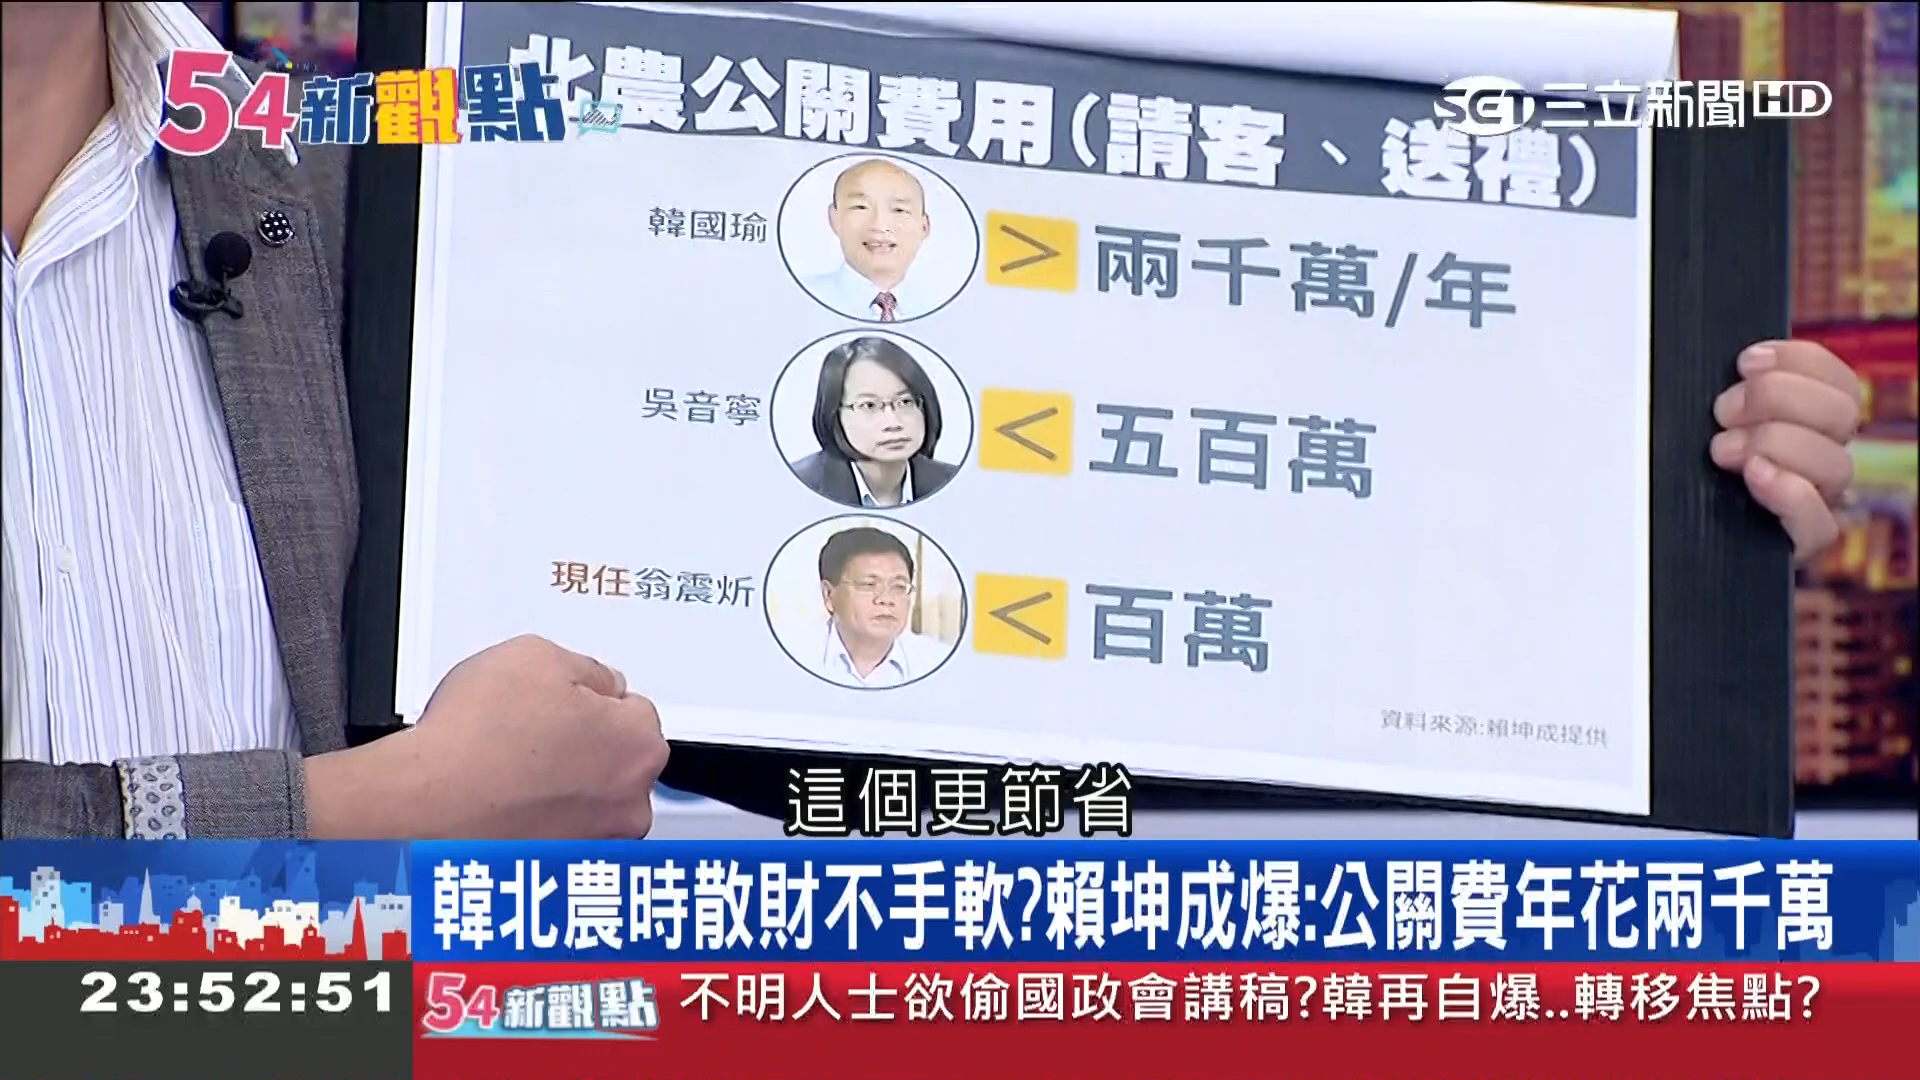 54新觀點
SET三立新聞HD
北農公關費用(請客、送禮)
韓國瑜
>
兩千萬/年
吳音寧
<
五百萬
現任翁震炘
<
百萬
資料來源:賴坤成提供
這個更節省
韓北農時散財不手軟?賴坤成爆:公關費年花兩千萬
23:52:51
54新觀點
不明人士欲偷國政會講稿?韓再自爆..轉移焦點?